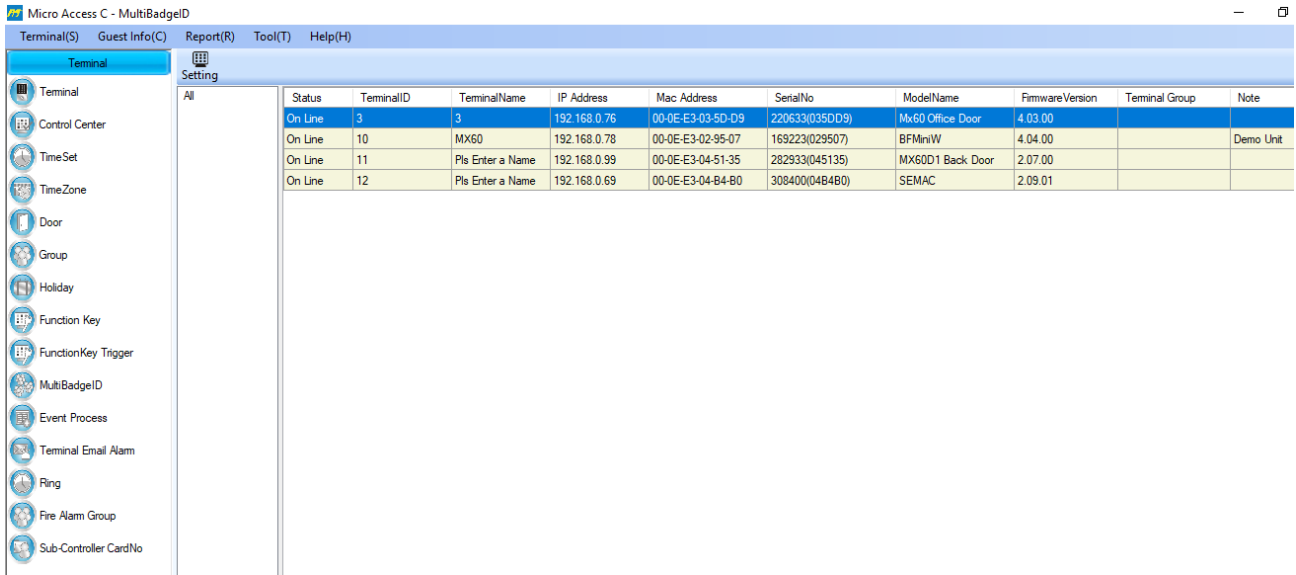 Micro Access C - MultiBadgeID
Terminal(S) Guest Info(C) Report(R) Tool(T) Help(H)
Terminal
Setting
Terminal
Control Center
TimeSet
TimeZone
Door
Group
Holiday
Function Key
FunctionKey Trigger
MultiBadgeID
Event Process
Terminal Email Alarm
Ring
Fire Alarm Group
Sub-Controller CardNo
All
Status TerminalID TerminalName IP Address Mac Address SerialNo ModelName FirmwareVersion Terminal Group Note
On Line 3 3 192.168.0.76 00-0E-E3-03-5D-D9 220633(035DD9) Mx60 Office Door 4.03.00
On Line 10 MX60 192.168.0.78 00-0E-E3-02-95-07 169223(029507) BFMiniW 4.04.00 Demo Unit
On Line 11 Pls Enter a Name 192.168.0.99 00-0E-E3-04-51-35 282933(045135) MX60D1 Back Door 2.07.00
On Line 12 Pls Enter a Name 192.168.0.69 00-0E-E3-04-B4-B0 308400(04B4B0) SEMAC 2.09.01